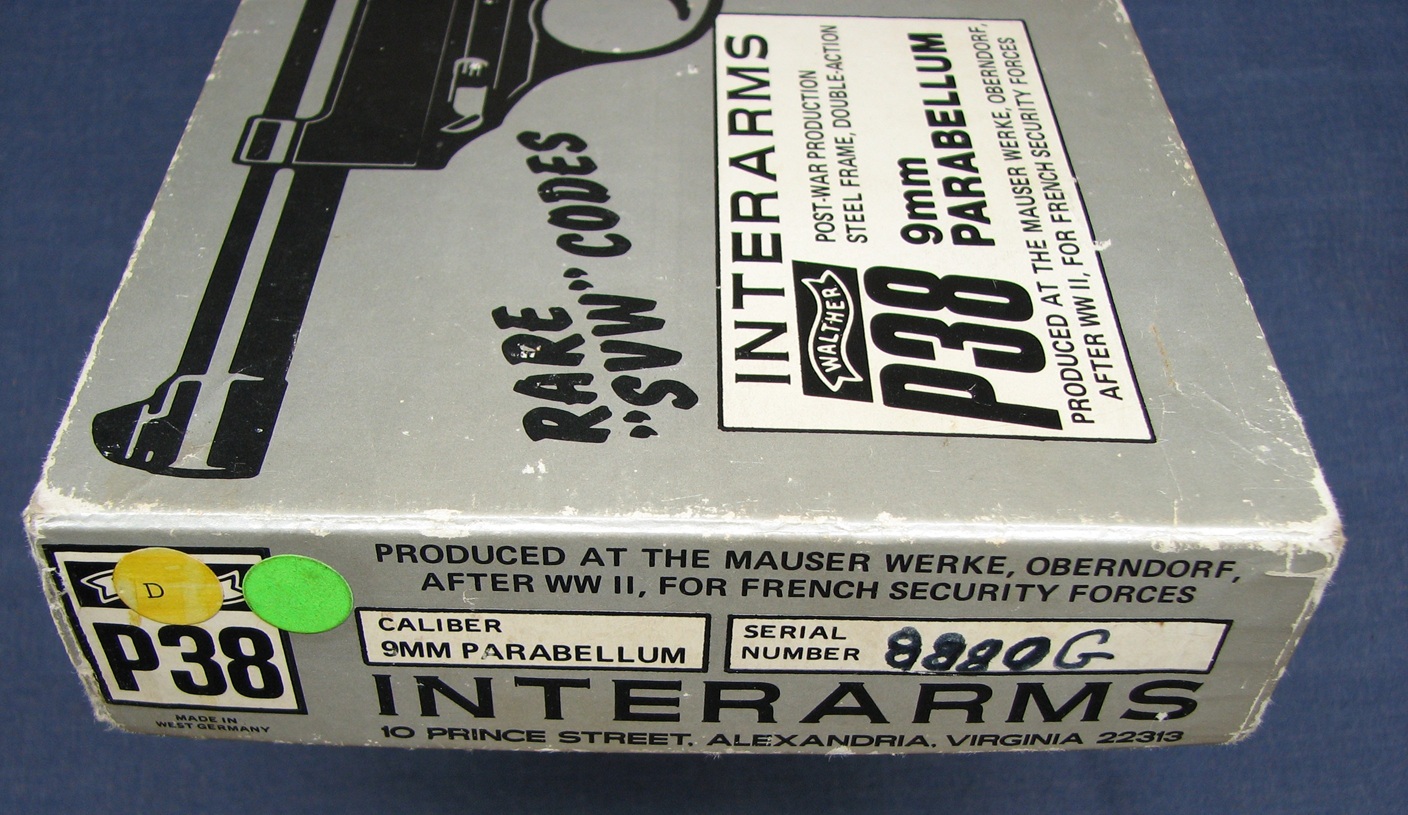 RARE
"SVW" CODES
INTERARMS
WALTHER
POST-WAR PRODUCTION
STEEL FRAME, DOUBLE-ACTION
P38
9mm
PARABELLUM
PRODUCED AT THE MAUSER WERKE, OBERNDORF,
AFTER WW II, FOR FRENCH SECURITY FORCES
D
P38
MADE IN
WEST GERMANY
PRODUCED AT THE MAUSER WERKE, OBERNDORF,
AFTER WW II, FOR FRENCH SECURITY FORCES
CALIBER
9MM PARABELLUM
SERIAL
NUMBER
INTERARMS
10 PRINCE STREET, ALEXANDRIA, VIRGINIA 22313